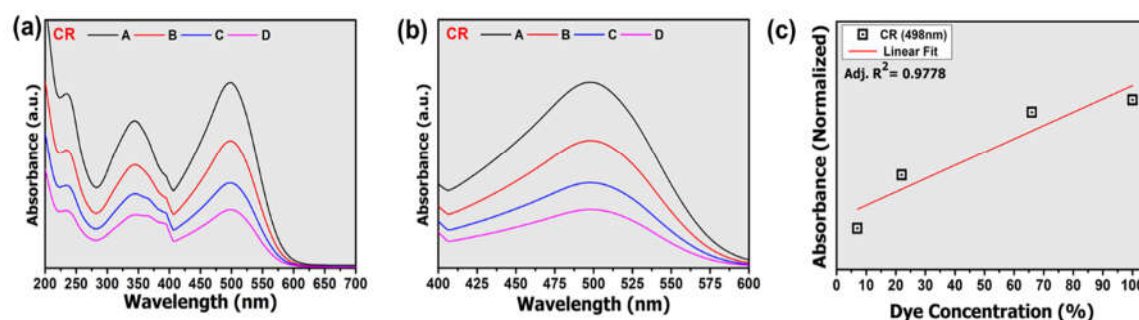 (a)
CR A B C D
Absorbance (a.u.)
200 250 300 350 400 450 500 550 600 650 700
Wavelength (nm)
(b)
CR A B C D
Absorbance (a.u.)
400 425 450 475 500 525 550 575 600
Wavelength (nm)
(c)
CR (498nm)
Linear Fit
Adj. R²= 0.9778
Absorbance (Normalized)
0 10 20 30 40 50 60 70 80 90 100
Dye Concentration (%)